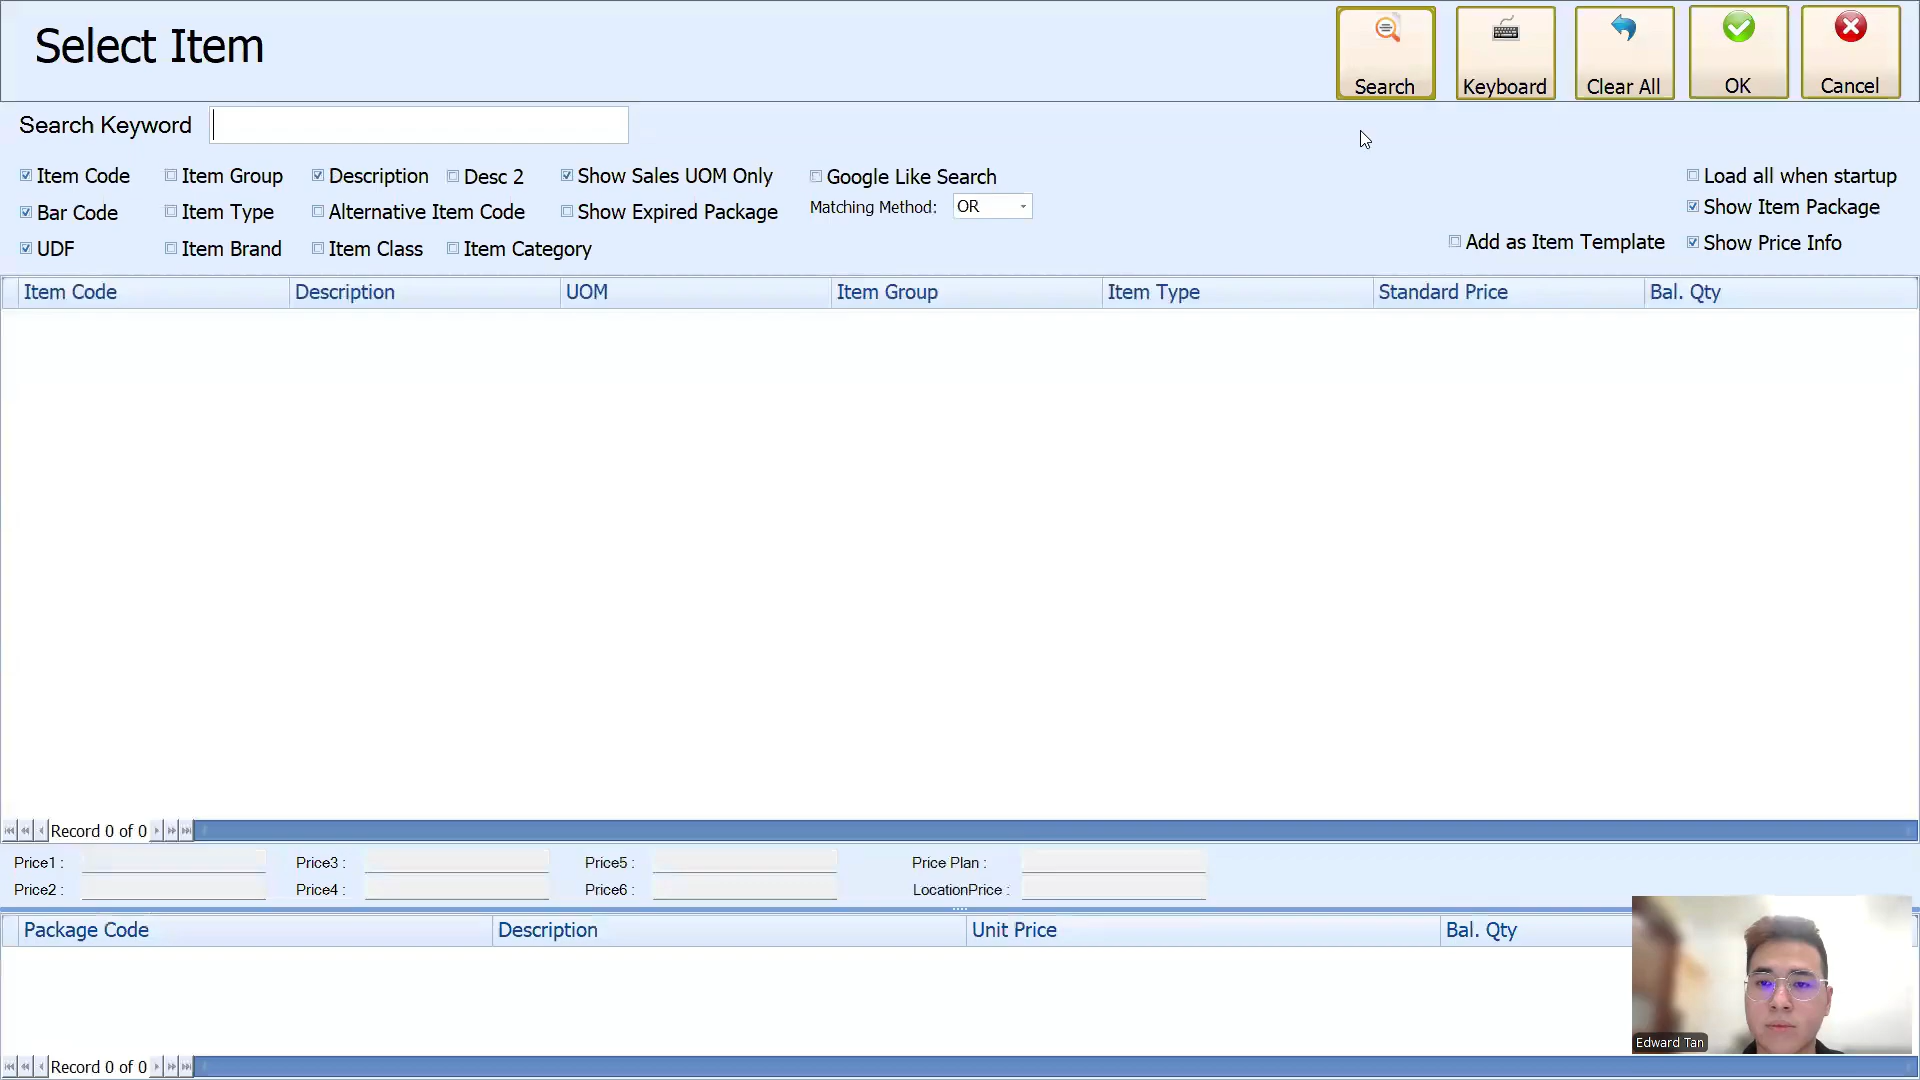 Select Item
Search
Keyboard
Clear All
OK
Cancel
Search Keyword
Item Code
Item Group
Description
Desc 2
Show Sales UOM Only
Google Like Search
Load all when startup
Bar Code
Item Type
Alternative Item Code
Show Expired Package
Matching Method:
OR
Show Item Package
UDF
Item Brand
Item Class
Item Category
Add as Item Template
Show Price Info
Item Code
Description
UOM
Item Group
Item Type
Standard Price
Bal. Qty
Record 0 of 0
Price1 :
Price3 :
Price5 :
Price Plan :
Price2 :
Price4 :
Price6 :
LocationPrice :
Package Code
Description
Unit Price
Bal. Qty
Edward Tan
Record 0 of 0